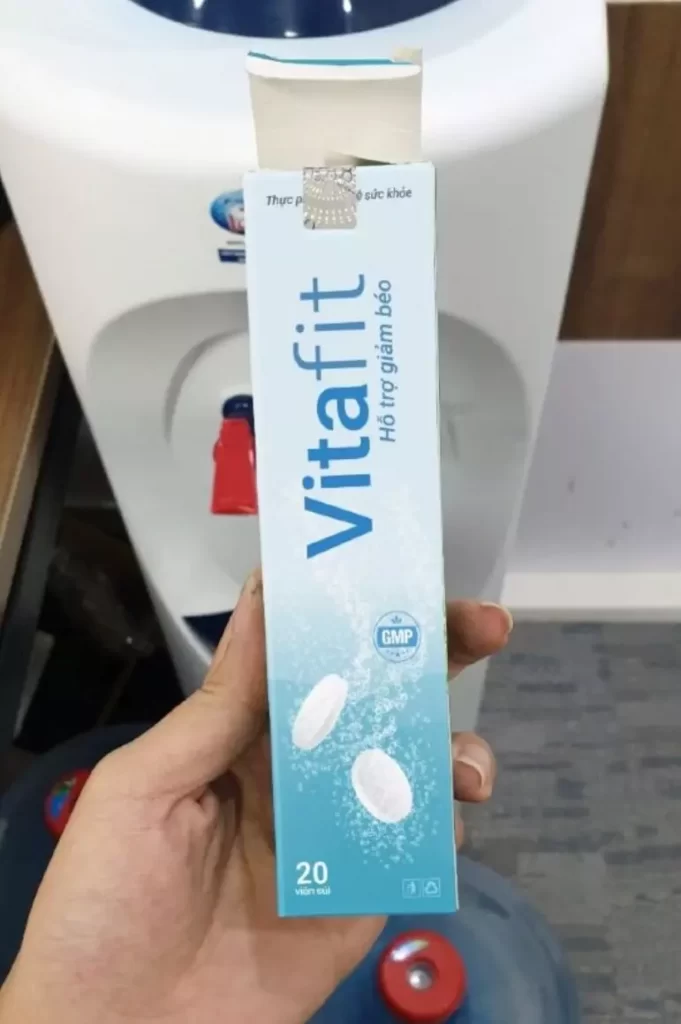 Thực p ệ sức khỏe
Vitafit
Hỗ trợ giảm béo
GMP
20
viên sủi